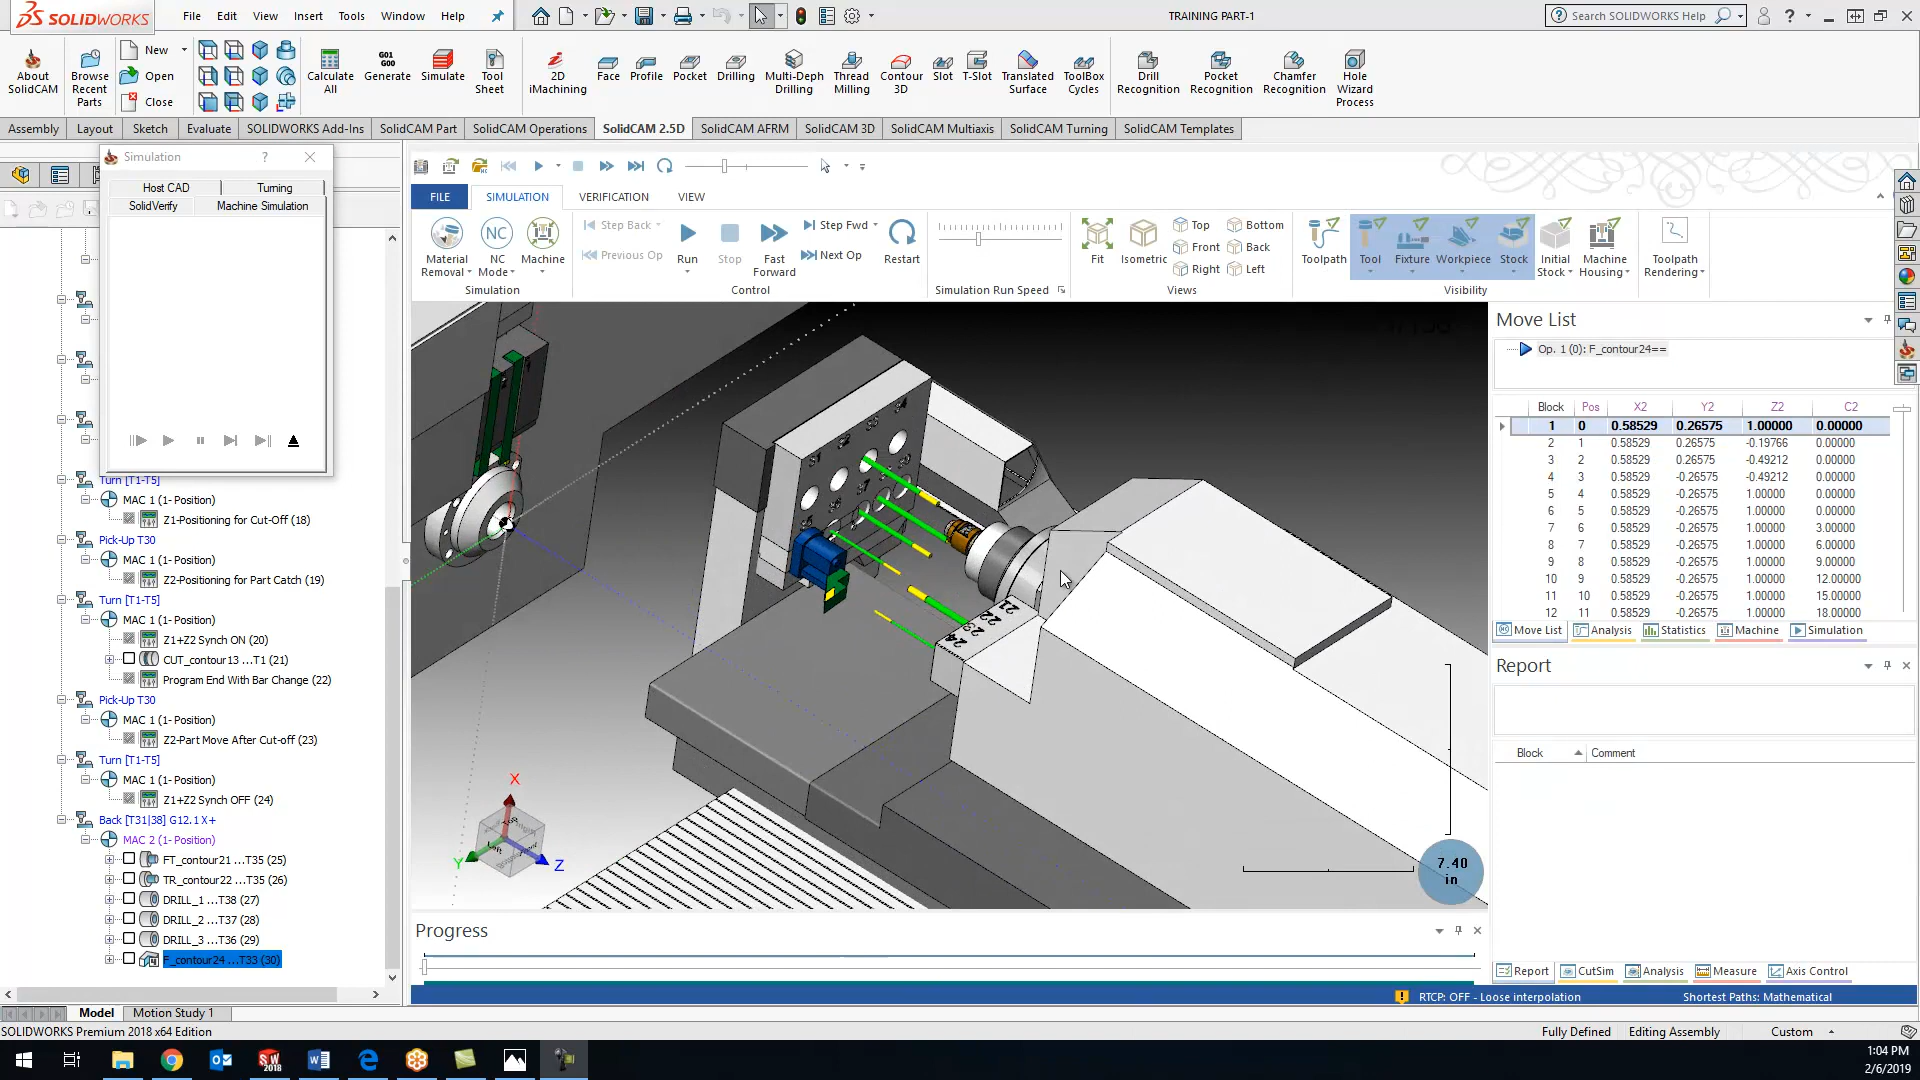 SOLIDWORKS
File Edit View Insert Tools Window Help
TRAINING PART-1
Search SOLIDWORKS Help
About SolidCAM
Browse Recent Parts
New
Open
Close
Calculate All
G01 G00 Generate
Simulate
Tool Sheet
2D iMachining
Face
Profile
Pocket
Drilling
Multi-Deph Drilling
Thread Milling
Contour 3D
Slot
T-Slot
Translated Surface
ToolBox Cycles
Drill Recognition
Pocket Recognition
Chamfer Recognition
Hole Wizard Process
Assembly Layout Sketch Evaluate SOLIDWORKS Add-Ins SolidCAM Part SolidCAM Operations SolidCAM 2.5D SolidCAM AFRM SolidCAM 3D SolidCAM Multiaxis SolidCAM Turning SolidCAM Templates
Simulation ?
Host CAD Turning
SolidVerify Machine Simulation
Turn [T1-T5]
MAC 1 (1- Position)
Z1-Positioning for Cut-Off (18)
Pick-Up T30
MAC 1 (1- Position)
Z2-Positioning for Part Catch (19)
Turn [T1-T5]
MAC 1 (1- Position)
Z1+Z2 Synch ON (20)
CUT_contour13 ...T1 (21)
Program End With Bar Change (22)
Pick-Up T30
MAC 1 (1- Position)
Z2-Part Move After Cut-off (23)
Turn [T1-T5]
MAC 1 (1- Position)
Z1+Z2 Synch OFF (24)
Back [T31|38] G12.1 X+
MAC 2 (1- Position)
FT_contour21 ...T35 (25)
TR_contour22 ...T35 (26)
DRILL_1 ...T38 (27)
DRILL_2 ...T37 (28)
DRILL_3 ...T36 (29)
F_contour24 ...T33 (30)
FILE SIMULATION VERIFICATION VIEW
Material Removal
NC Mode
Machine
Simulation
Step Back
Previous Op
Run
Stop
Fast Forward
Step Fwd
Next Op
Restart
Control
Simulation Run Speed
Fit
Isometric
Top
Front
Right
Bottom
Back
Left
Views
Toolpath
Tool
Fixture
Workpiece
Stock
Initial Stock
Machine Housing
Visibility
Toolpath Rendering
21
22
23
24
X
Y
Z
Left
7.40 in
Move List
Op. 1 (0): F_contour24==
Block Pos X2 Y2 Z2 C2
1 0 0.58529 0.26575 1.00000 0.00000
2 1 0.58529 0.26575 -0.19766 0.00000
3 2 0.58529 0.26575 -0.49212 0.00000
4 3 0.58529 -0.26575 -0.49212 0.00000
5 4 0.58529 -0.26575 1.00000 0.00000
6 5 0.58529 -0.26575 1.00000 0.00000
7 6 0.58529 -0.26575 1.00000 3.00000
8 7 0.58529 -0.26575 1.00000 6.00000
9 8 0.58529 -0.26575 1.00000 9.00000
10 9 0.58529 -0.26575 1.00000 12.00000
11 10 0.58529 -0.26575 1.00000 15.00000
12 11 0.58529 -0.26575 1.00000 18.00000
Move List Analysis Statistics Machine Simulation
Report
Block Comment
Report CutSim Analysis Measure Axis Control
Progress
RTCP: OFF - Loose interpolation Shortest Paths: Mathematical
Model Motion Study 1
SOLIDWORKS Premium 2018 x64 Edition
Fully Defined Editing Assembly Custom
1:04 PM
2/6/2019